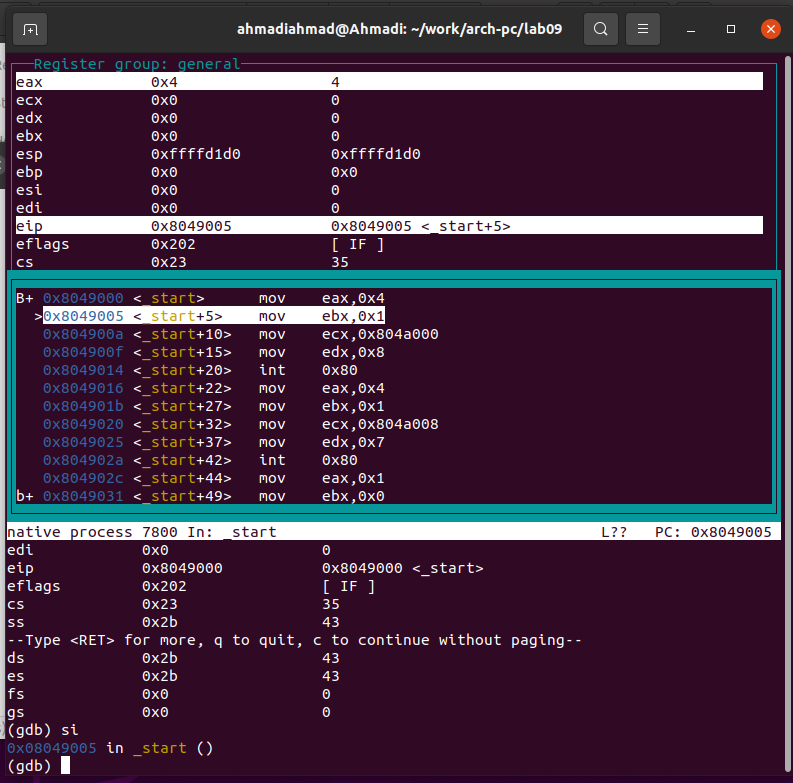 ahmadiahmad@Ahmadi: ~/work/arch-pc/lab09
Register group: general
eax 0x4 4
ecx 0x0 0
edx 0x0 0
ebx 0x0 0
esp 0xffffd1d0 0xffffd1d0
ebp 0x0 0x0
esi 0x0 0
edi 0x0 0
eip 0x8049005 0x8049005 <_start+5>
eflags 0x202 [ IF ]
cs 0x23 35
B+ 0x8049000 <_start> mov eax,0x4
>0x8049005 <_start+5> mov ebx,0x1
0x804900a <_start+10> mov ecx,0x804a000
0x804900f <_start+15> mov edx,0x8
0x8049014 <_start+20> int 0x80
0x8049016 <_start+22> mov eax,0x4
0x804901b <_start+27> mov ebx,0x1
0x8049020 <_start+32> mov ecx,0x804a008
0x8049025 <_start+37> mov edx,0x7
0x804902a <_start+42> int 0x80
0x804902c <_start+44> mov eax,0x1
b+ 0x8049031 <_start+49> mov ebx,0x0
native process 7800 In: _start L?? PC: 0x8049005
edi 0x0 0
eip 0x8049000 0x8049000 <_start>
eflags 0x202 [ IF ]
cs 0x23 35
ss 0x2b 43
--Type <RET> for more, q to quit, c to continue without paging--
ds 0x2b 43
es 0x2b 43
fs 0x0 0
gs 0x0 0
(gdb) si
0x08049005 in _start ()
(gdb)